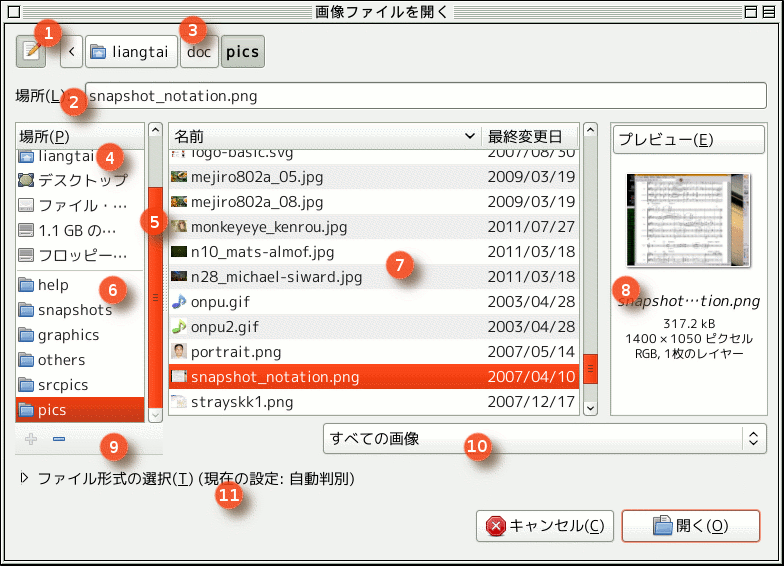 画像ファイルを開く
1
3
< liangtai doc pics
場所(L):
2
snapshot_notation.png
場所(P)
名前 最終変更日
プレビュー(E)
liangtai
4
デスクトップ
ファイル・…
5
1.1 GB の…
フロッピー…
help
6
snapshots
graphics
others
srcpics
pics
logo-basic.svg 2007/08/30
mejiro802a_05.jpg 2009/03/19
mejiro802a_08.jpg 2009/03/19
monkeyeye_kenrou.jpg 2011/07/27
n10_mats-almof.jpg 2011/03/18
7
n28_michael-siward.jpg 2011/03/18
onpu.gif 2003/04/28
onpu2.gif 2003/04/28
portrait.png 2007/05/14
snapshot_notation.png 2007/04/10
strayskk1.png 2007/12/17
8
snapshot…tion.png
317.2 kB
1400 × 1050 ピクセル
RGB, 1枚のレイヤー
9
すべての画像
10
ファイル形式の選択(T) (現在の設定: 自動判別)
11
キャンセル(C) 開く(O)